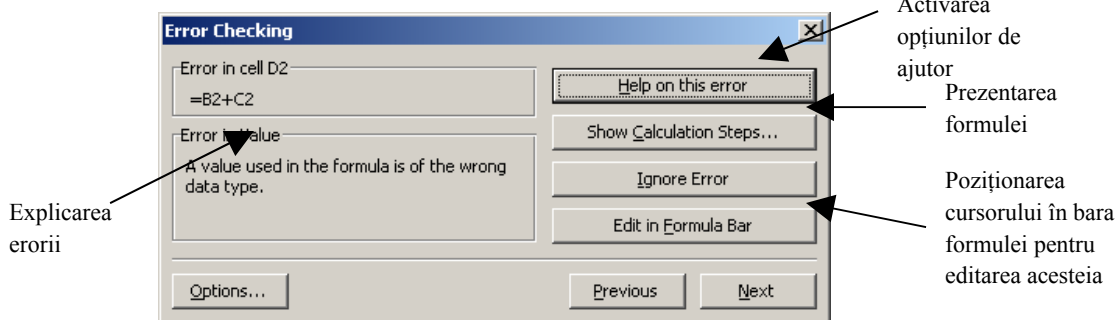 Activarea
opțiunilor de
ajutor
Error Checking
Error in cell D2
=B2+C2
Help on this error
Prezentarea
formulei
Error in Value
A value used in the formula is of the wrong
data type.
Show Calculation Steps...
Ignore Error
Edit in Formula Bar
Explicarea
erorii
Poziționarea
cursorului în bara
formulei pentru
editarea acesteia
Options...
Previous
Next